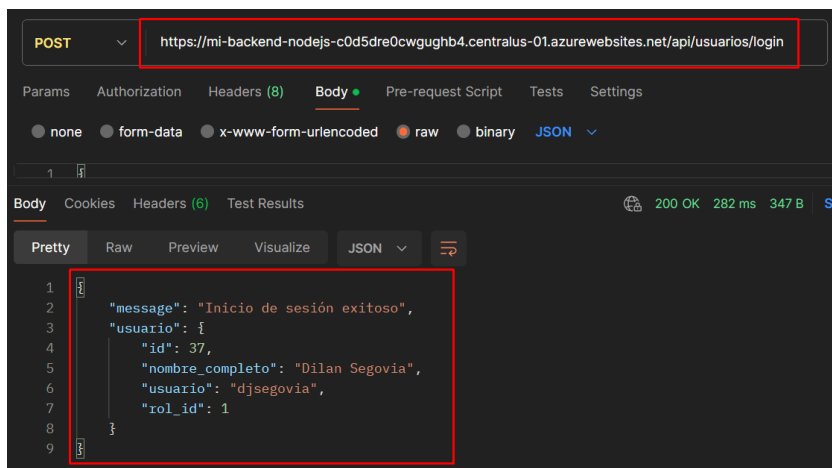 POST https://mi-backend-nodejs-c0d5dre0cwgughb4.centralus-01.azurewebsites.net/api/usuarios/login
Params Authorization Headers (8) Body Pre-request Script Tests Settings
none form-data x-www-form-urlencoded raw binary JSON
1 {
Body Cookies Headers (6) Test Results 200 OK 282 ms 347 B S
Pretty Raw Preview Visualize JSON
1 {
2 "message": "Inicio de sesión exitoso",
3 "usuario": {
4 "id": 37,
5 "nombre_completo": "Dilan Segovia",
6 "usuario": "djsegovia",
7 "rol_id": 1
8 }
9 }